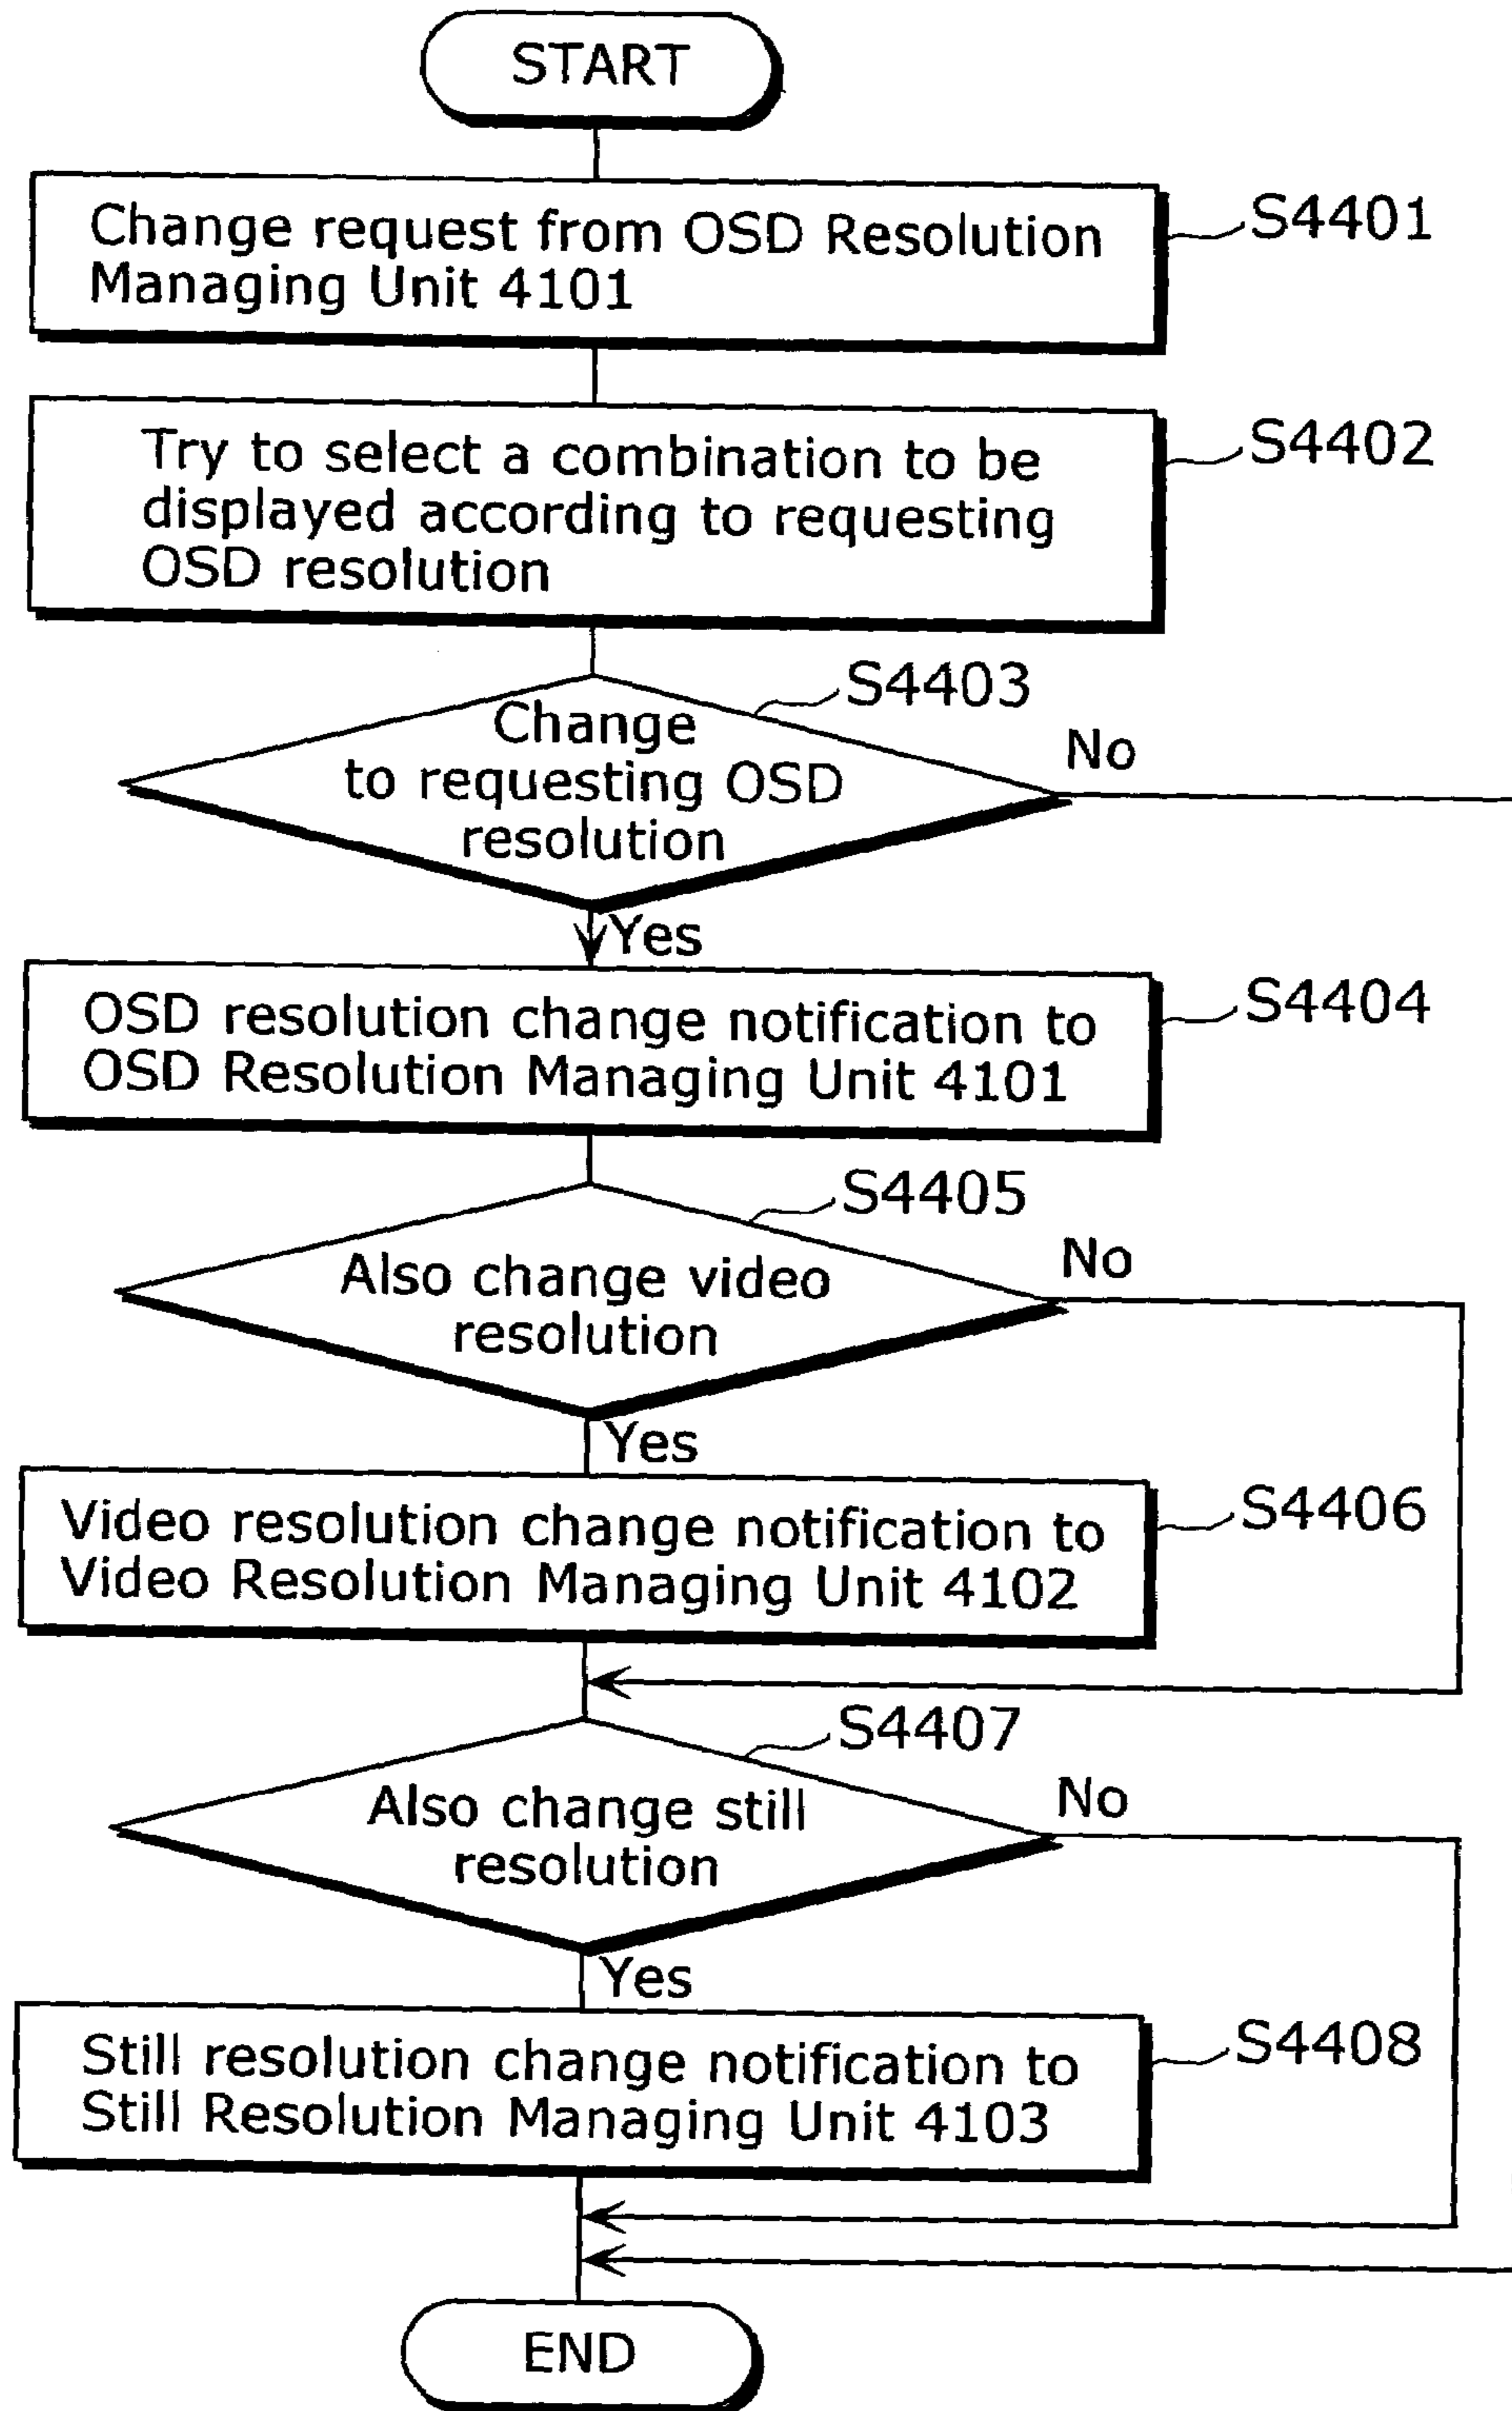 START
Change request from OSD Resolution
Managing Unit 4101
S4401
Try to select a combination to be
displayed according to requesting
OSD resolution
S4402
S4403
Change
to requesting OSD
resolution
No
Yes
OSD resolution change notification to
OSD Resolution Managing Unit 4101
S4404
S4405
Also change video
resolution
No
Yes
Video resolution change notification to
Video Resolution Managing Unit 4102
S4406
S4407
Also change still
resolution
No
Yes
Still resolution change notification to
Still Resolution Managing Unit 4103
S4408
END